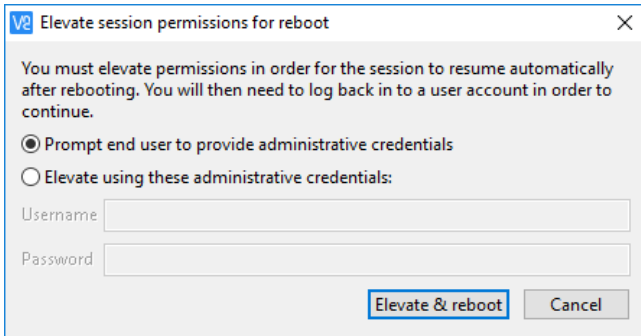 V2 Elevate session permissions for reboot
You must elevate permissions in order for the session to resume automatically
after rebooting. You will then need to log back in to a user account in order to
continue.
Prompt end user to provide administrative credentials
Elevate using these administrative credentials:
Username
Password
Elevate & reboot Cancel